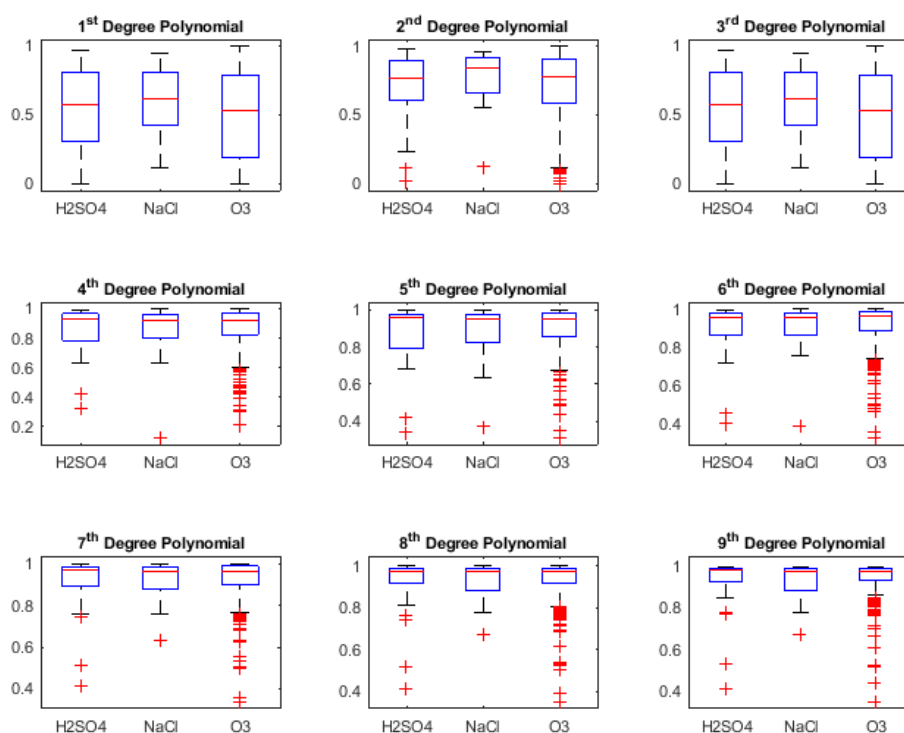 1st Degree Polynomial
1
0.5
0
H2SO4 NaCl O3
2nd Degree Polynomial
1
0.5
0
H2SO4 NaCl O3
3rd Degree Polynomial
1
0.5
0
H2SO4 NaCl O3
4th Degree Polynomial
1
0.8
0.6
0.4
0.2
H2SO4 NaCl O3
5th Degree Polynomial
1
0.8
0.6
0.4
H2SO4 NaCl O3
6th Degree Polynomial
1
0.8
0.6
0.4
H2SO4 NaCl O3
7th Degree Polynomial
1
0.8
0.6
0.4
H2SO4 NaCl O3
8th Degree Polynomial
1
0.8
0.6
0.4
H2SO4 NaCl O3
9th Degree Polynomial
1
0.8
0.6
0.4
H2SO4 NaCl O3